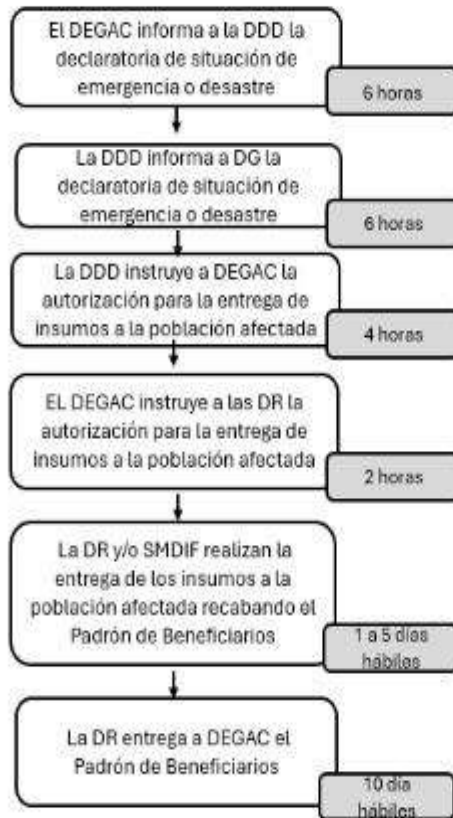 El DEGAC informa a la DDD la
declaratoria de situación de
emergencia o desastre
6 horas
La DDD informa a DG la
declaratoria de situación de
emergencia o desastre
6 horas
La DDD instruye a DEGAC la
autorización para la entrega de
insumos a la población afectada
4 horas
EL DEGAC instruye a las DR la
autorización para la entrega de
insumos a la población afectada
2 horas
La DR y/o SMDIF realizan la
entrega de los insumos a la
población afectada recabando el
Padrón de Beneficiarios
1 a 5 días
hábiles
La DR entrega a DEGAC el
Padrón de Beneficiarios
10 día
hábiles